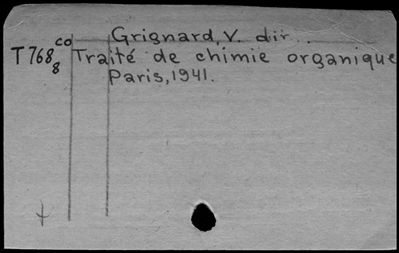 Grignard, V. dir..
co
T768 Traité de chimie organique
8
Paris, 1941.